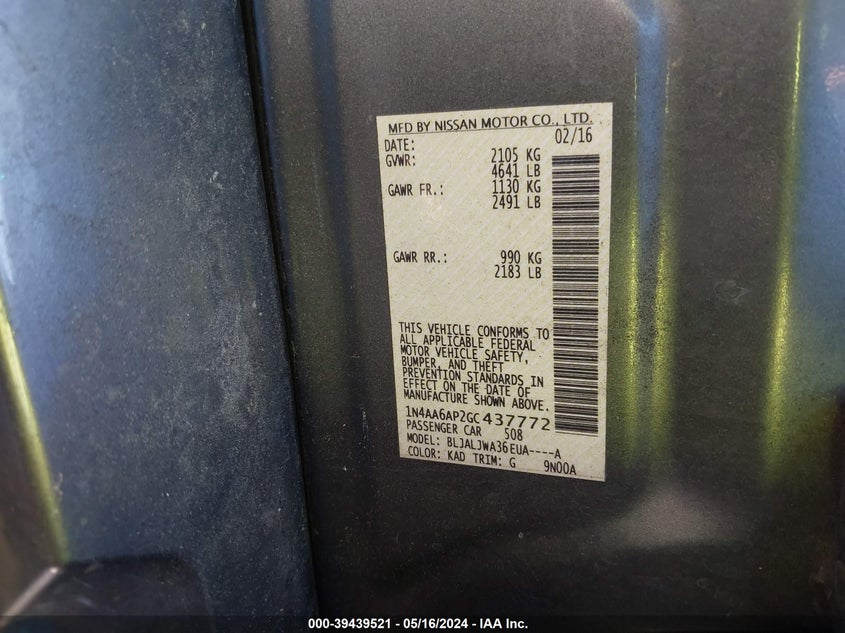 MFD BY NISSAN MOTOR CO., LTD.
DATE: 02/16
GVWR: 2105 KG
4641 LB
GAWR FR.: 1130 KG
2491 LB
GAWR RR.: 990 KG
2183 LB
THIS VEHICLE CONFORMS TO
ALL APPLICABLE FEDERAL
MOTOR VEHICLE SAFETY,
BUMPER, AND THEFT
PREVENTION STANDARDS IN
EFFECT ON THE DATE OF
MANUFACTURE SHOWN ABOVE.
1N4AA6AP2GC437772
PASSENGER CAR 508
MODEL: BLJALJWA36EUA----A
COLOR: KAD TRIM: G 9N00A
000-39439521 - 05/16/2024 - IAA Inc.